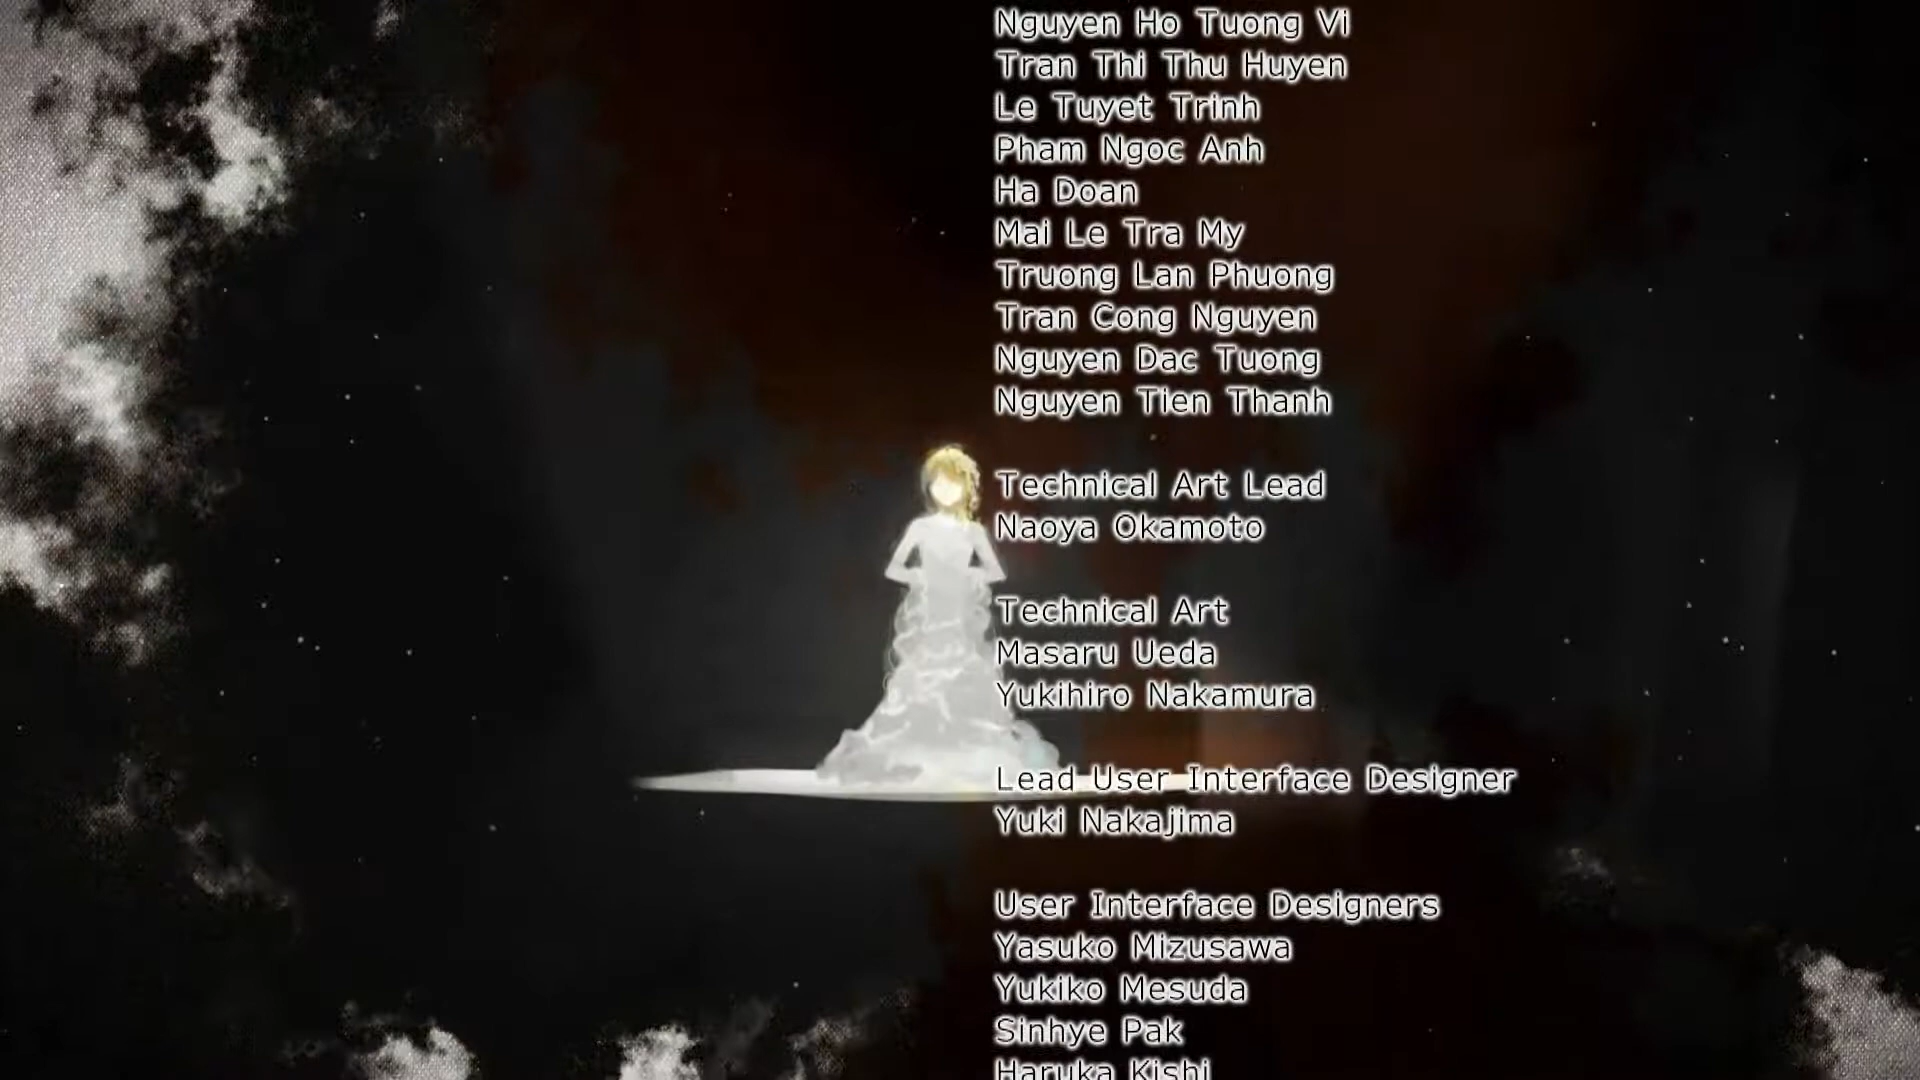 Nguyen Ho Tuong Vi
Tran Thi Thu Huyen
Le Tuyet Trinh
Pham Ngoc Anh
Ha Doan
Mai Le Tra My
Truong Lan Phuong
Tran Cong Nguyen
Nguyen Dac Tuong
Nguyen Tien Thanh
Technical Art Lead
Naoya Okamoto
Technical Art
Masaru Ueda
Yukihiro Nakamura
Lead User Interface Designer
Yuki Nakajima
User Interface Designers
Yasuko Mizusawa
Yukiko Mesuda
Sinhye Pak
Haruka Kishi